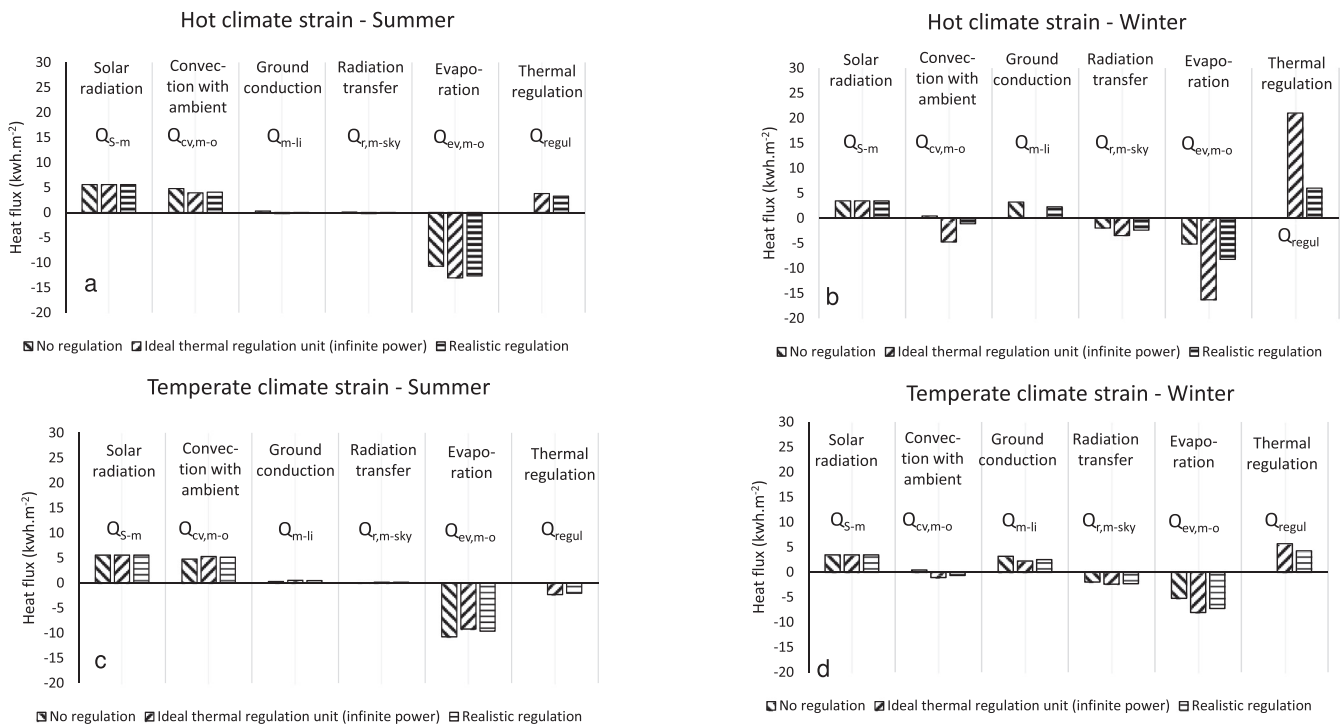 Hot climate strain - Summer
Heat flux (kwh.m-2)
30
25
20
15
10
5
0
-5
-10
-15
-20
Solar
radiation
Convec-
tion with
ambient
Ground
conduction
Radiation
transfer
Evapo-
ration
Thermal
regulation
QS-m
Qcv,m-o
Qm-li
Qr,m-sky
Qev,m-o
Qregul
a
No regulation Ideal thermal regulation unit (infinite power) Realistic regulation
Hot climate strain - Winter
Heat flux (kwh.m-2)
30
25
20
15
10
5
0
-5
-10
-15
-20
Solar
radiation
Convection
with
ambient
Ground
conduction
Radiation
transfer
Evapo-
ration
Thermal
regulation
QS-m
Qcv,m-o
Qm-li
Qr,m-sky
Qev,m-o
Qregul
b
No regulation Ideal thermal regulation unit (infinite power) Realistic regulation
Temperate climate strain - Summer
Heat flux (kwh.m-2)
30
25
20
15
10
5
0
-5
-10
-15
-20
Solar
radiation
Convec-
tion with
ambient
Ground
conduction
Radiation
transfer
Evapo-
ration
Thermal
regulation
QS-m
Qcv,m-o
Qm-li
Qr,m-sky
Qev,m-o
Qregul
c
No regulation Ideal thermal regulation unit (infinite power) Realistic regulation
Temperate climate strain - Winter
Heat flux (kwh.m-2)
30
25
20
15
10
5
0
-5
-10
-15
-20
Solar
radiation
Convec-
tion with
ambient
Ground
conduction
Radiation
transfer
Evapo-
ration
Thermal
regulation
QS-m
Qcv,m-o
Qm-li
Qr,m-sky
Qev,m-o
Qregul
d
No regulation Ideal thermal regulation unit (infinite power) Realistic regulation